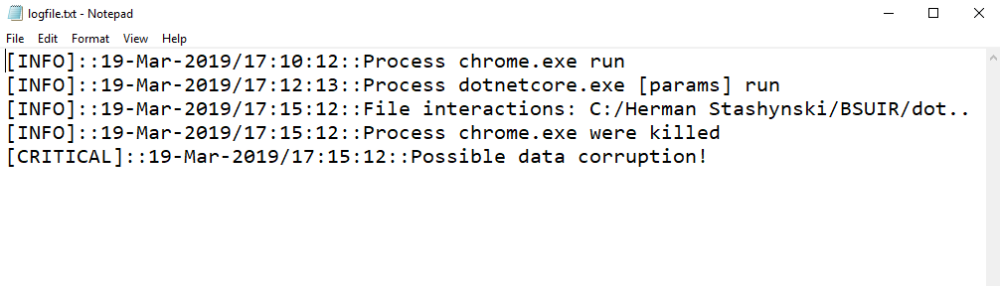 logfile.txt - Notepad
File Edit Format View Help
[INFO]::19-Mar-2019/17:10:12::Process chrome.exe run
[INFO]::19-Mar-2019/17:12:13::Process dotnetcore.exe [params] run
[INFO]::19-Mar-2019/17:15:12::File interactions: C:/Herman Stashynski/BSUIR/dot..
[INFO]::19-Mar-2019/17:15:12::Process chrome.exe were killed
[CRITICAL]::19-Mar-2019/17:15:12::Possible data corruption!